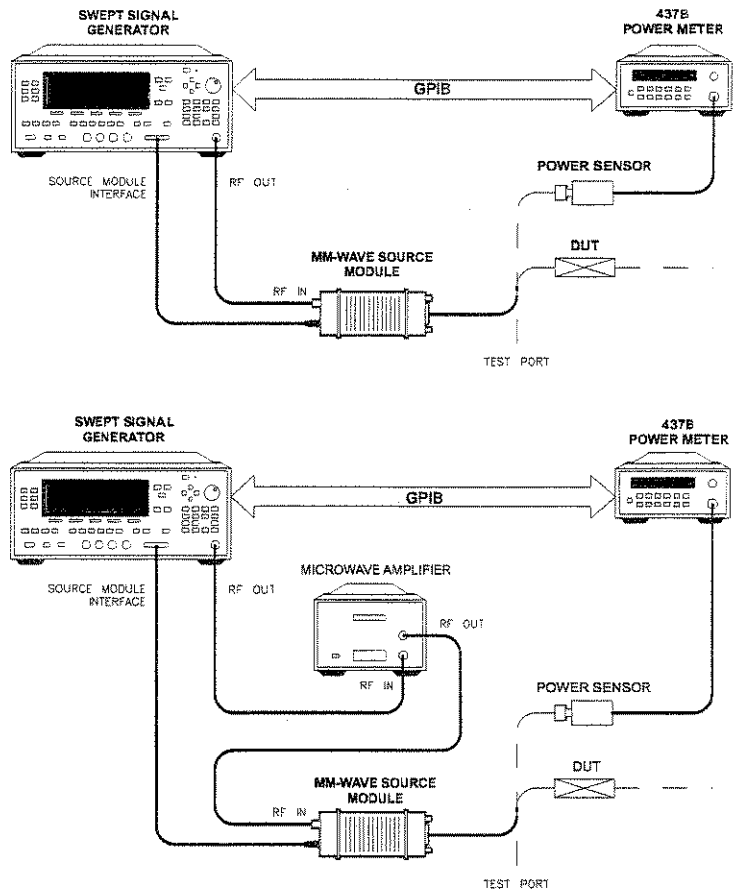 SWEPT SIGNAL
GENERATOR
437B
POWER METER
GPIB
SOURCE MODULE
INTERFACE
RF OUT
POWER SENSOR
DUT
MM-WAVE SOURCE
MODULE
RF IN
TEST PORT
SWEPT SIGNAL
GENERATOR
437B
POWER METER
GPIB
SOURCE MODULE
INTERFACE
RF OUT
MICROWAVE AMPLIFIER
RF OUT
RF IN
POWER SENSOR
DUT
MM-WAVE SOURCE
MODULE
RF IN
TEST PORT